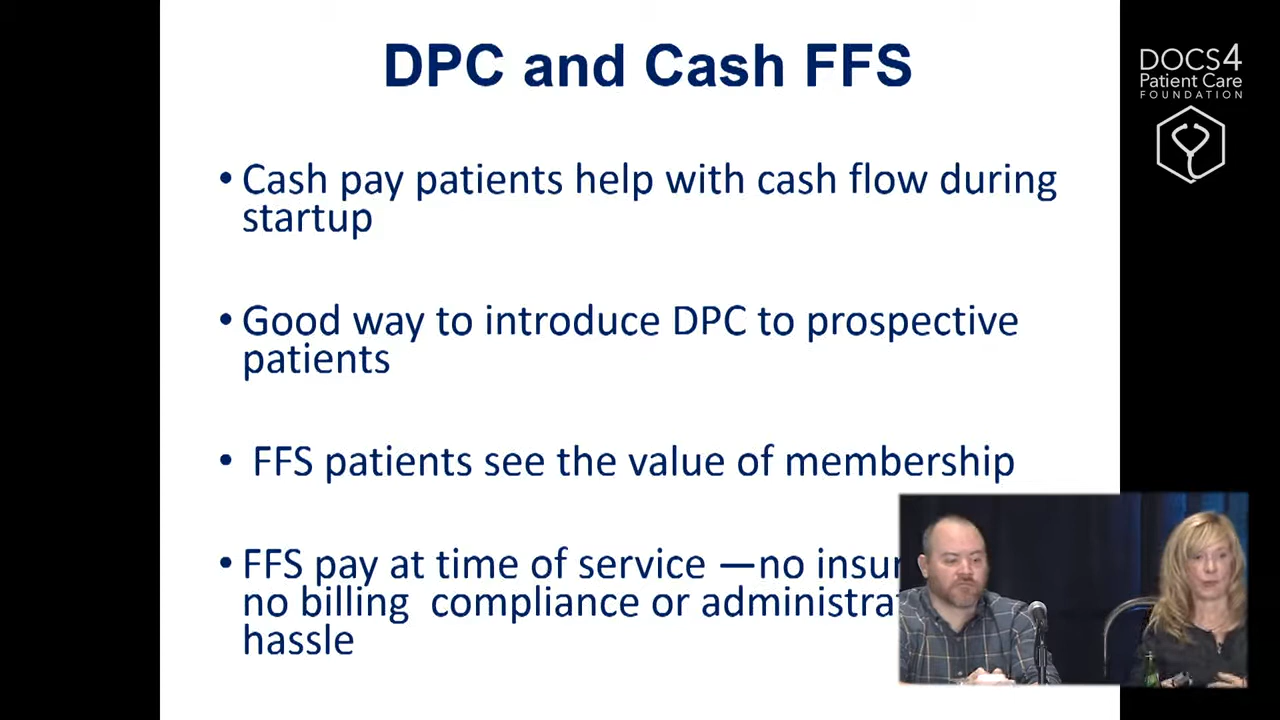 DPC and Cash FFS
DOCS4
Patient Care
FOUNDATION
• Cash pay patients help with cash flow during
startup
• Good way to introduce DPC to prospective
patients
• FFS patients see the value of membership
• FFS pay at time of service —no
no billing compliance or
hassle